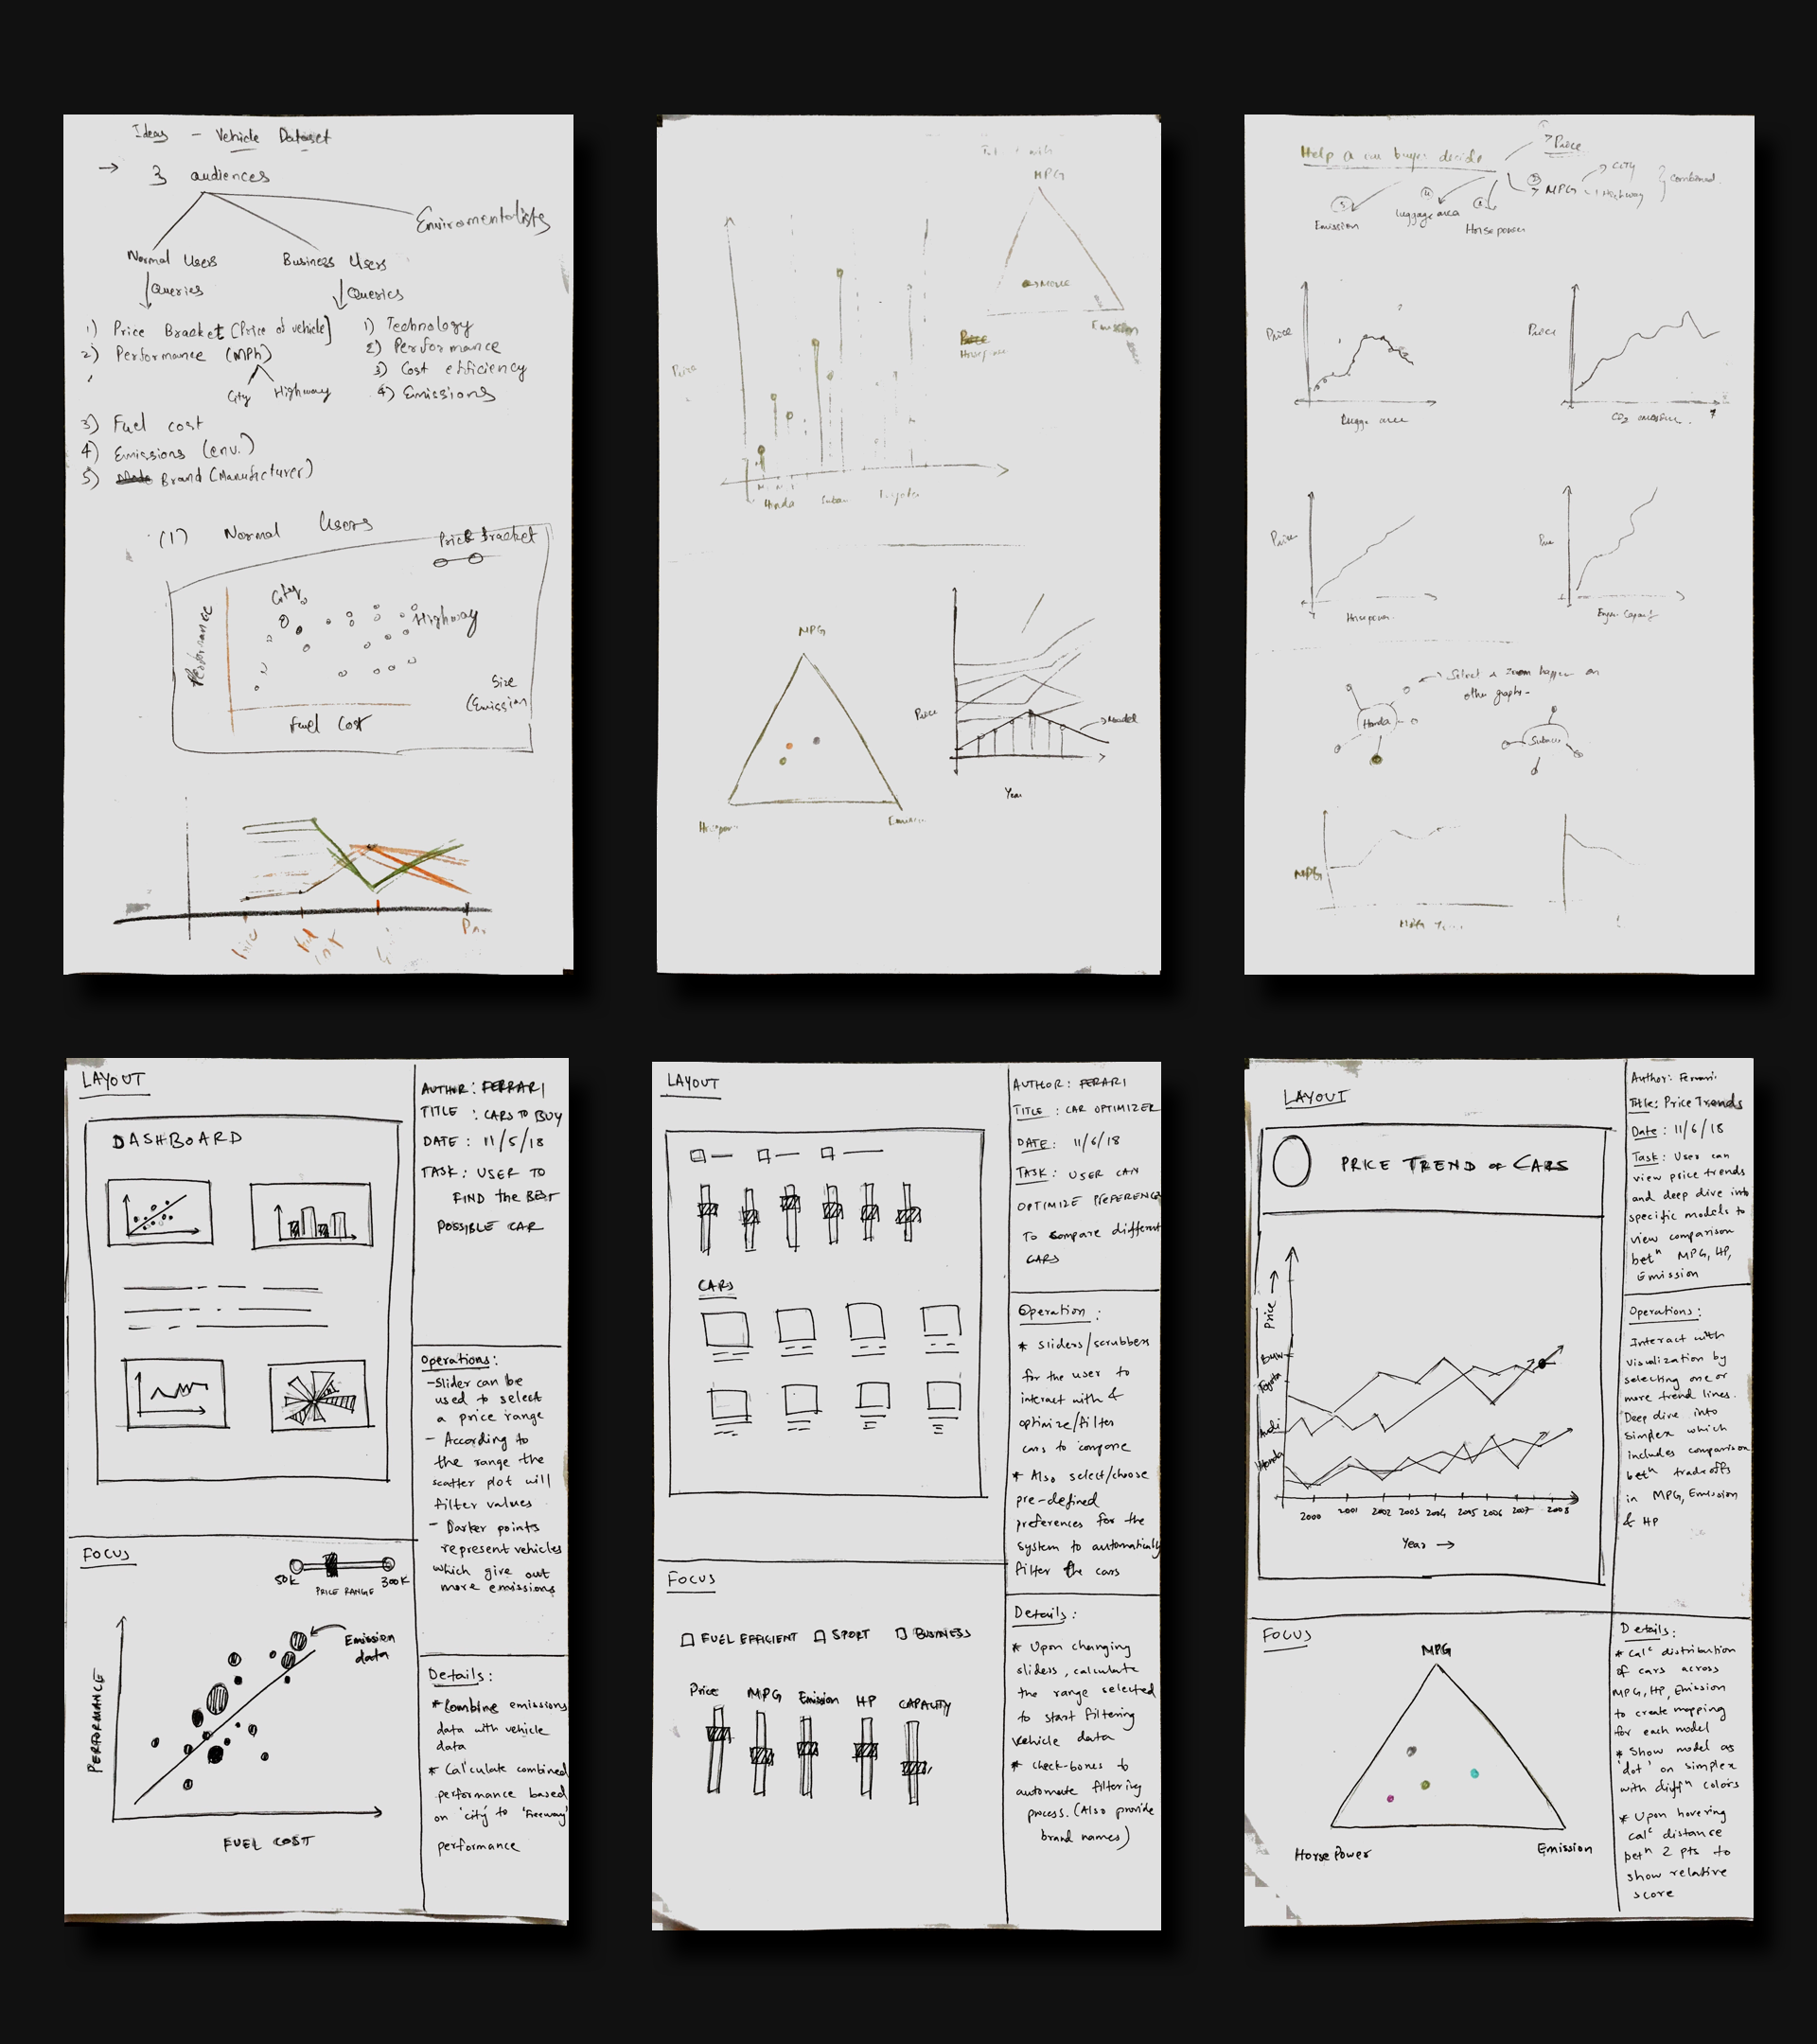 Ideas - Vehicle Dataset
→ 3 audiences
Enviromentalists
Normal Users
Business Users
Queries
Queries
1) Price Bracket [Price of vehicle]
2) Performance (MPh)
City Highway
3) Fuel cost
4) Emissions (env.)
5) Brand (Manufacturer)
1) Technology
2) Performance
3) Cost efficiency
4) Emissions
(1) Normal Users
Price bracket
City
Highway
Performance
Size
(Emission
Fuel Cost
Price
MPG
Emission
Price
Honda
Toyota
MPG
Emission
Price
Model
Year
Help a car buyer decide
Price
MPG
City
Highway
Combined
Emission
Luggage area
Horsepower
Price
Luggage area
Price
CO2 emission
Price
Horsepower
Price
Engine Capacity
Select & zoom happen on
other graphs-
Honda
Subaru
MPG
LAYOUT
DASHBOARD
AUTHOR: FERRARI
TITLE : CARS TO BUY
DATE : 11/5/18
TASK: USER TO
FIND the BEST
POSSIBLE CAR
Operations:
-Slider can be
used to select
a price range
- According to
the range the
scatter plot will
filter values
- Darker points
represent vehicles
which give out
more emissions
FOCUS
50K
PRICE RANGE
300K
Emission
data
PERFORMANCE
FUEL COST
Details:
* Combine emissions
data with vehicle
data
* Calculate combined
performance based
on 'city' to 'Freeway'
performance
LAYOUT
CARS
AUTHOR: FERARI
TITLE : CAR OPTIMIZER
DATE: 11/6/18
TASK: USER CAN
OPTIMIZE PREFERENCE
To compare different
CARS
Operation:
* sliders/scrubbers
for the user to
interact with &
optimize/filter
cars to compare
* Also select/choose
pre-defined
preferences for the
system to automatically
filter the cars
FOCUS
FUEL EFFICIENT
SPORT
BUSINESS
Price
MPG
Emission
HP
CAPACITY
Details:
* Upon changing
sliders, calculate
the range selected
to start filtering
vehicle data
* check-boxes to
automate filtering
process. (Also provide
brand names)
LAYOUT
PRICE TREND of CARS
Price →
BMW
Toyota
Audi
Honda
2000 2001 2002 2003 2004 2005 2006 2007 2008
Year →
Author: Ferrari.
Title: Price Trends
Date : 11/6/18
Task: User can
view price trends
and deep dive into
specific models to
view comparison
betn MPG, HP,
Emission
Operations:
Interact with
visualization by
selecting one or
more trend lines.
Deep dive into
simplex which
includes comparison
betn tradeoffs
in MPG, Emission
& HP
FOCUS
MPG
Horse Power
Emission
Details:
* Calc distribution
of cars across
MPG, HP, Emission
to create mapping
for each model
* Show model as
'dot' on simplex
with diffn colors
* Upon hovering
calc distance
betn 2 pts to
show relative
score